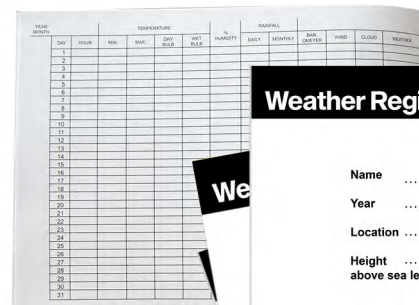 YEAR:
MONTH:
TEMPERATURE
%
HUMIDITY
RAINFALL
DAY HOUR MIN. MAX. DRY BULB WET BULB DAILY MONTHLY BAR-OMETER WIND CLOUD WEATHER
1
2
3
4
5
6
7
8
9
10
11
12
13
14
15
16
17
18
19
20
21
22
23
24
25
26
27
28
29
30
31
We
Weather Regi
Name ...
Year ...
Location ...
Height ...
above sea le